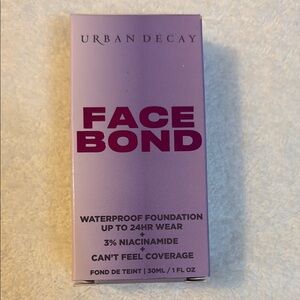 URBAN DECAY
FACE
BOND
WATERPROOF FOUNDATION
UP TO 24HR WEAR
+
3% NIACINAMIDE
+
CAN'T FEEL COVERAGE
FOND DE TEINT | 30ML / 1 FL OZ